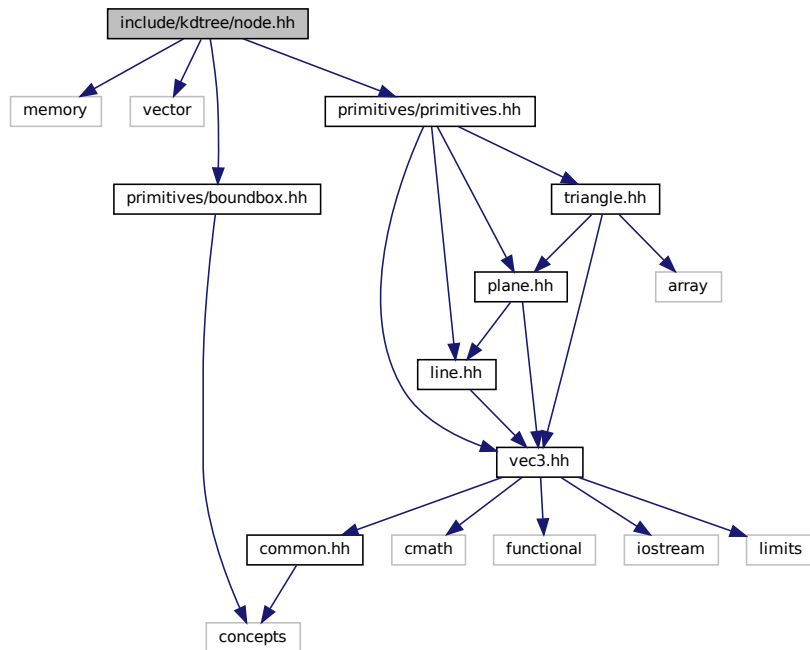 include/kdtree/node.hh
memory
vector
primitives/primitives.hh
primitives/boundbox.hh
triangle.hh
plane.hh
array
line.hh
vec3.hh
common.hh
cmath
functional
iostream
limits
concepts